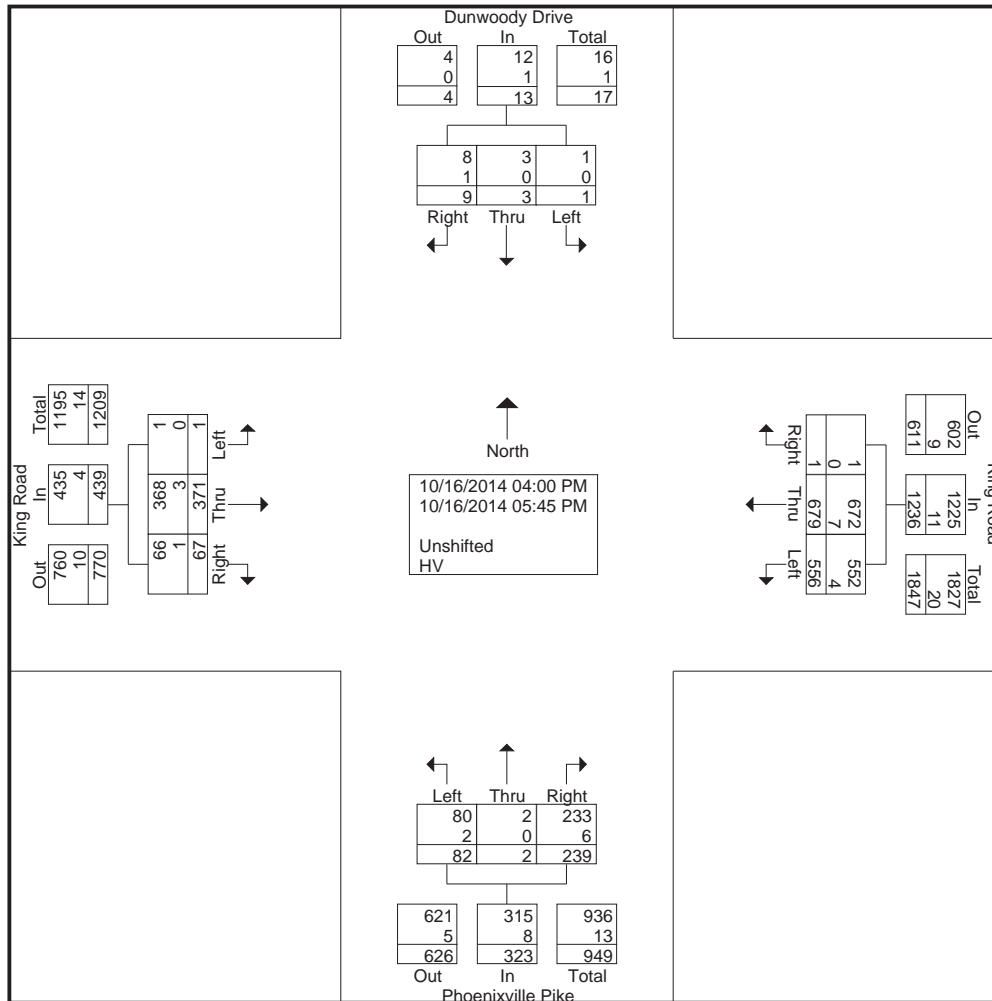 Dunwoody Drive
Out In Total
4 12 16
0 1 1
4 13 17
8 3 1
1 0 0
9 3 1
Right Thru Left
King Road
Total In Out
1195 435 760
14 4 10
1209 439 770
1 368 66
0 3 1
1 371 67
Left Thru Right
North
10/16/2014 04:00 PM
10/16/2014 05:45 PM
Unshifted
HV
King Road
Out In Total
602 1225 1827
9 11 20
611 1236 1847
Right Thru Left
1 672 552
0 7 4
1 679 556
Left Thru Right
80 2 233
2 0 6
82 2 239
621 315 936
5 8 13
626 323 949
Out In Total
Phoenixville Pike